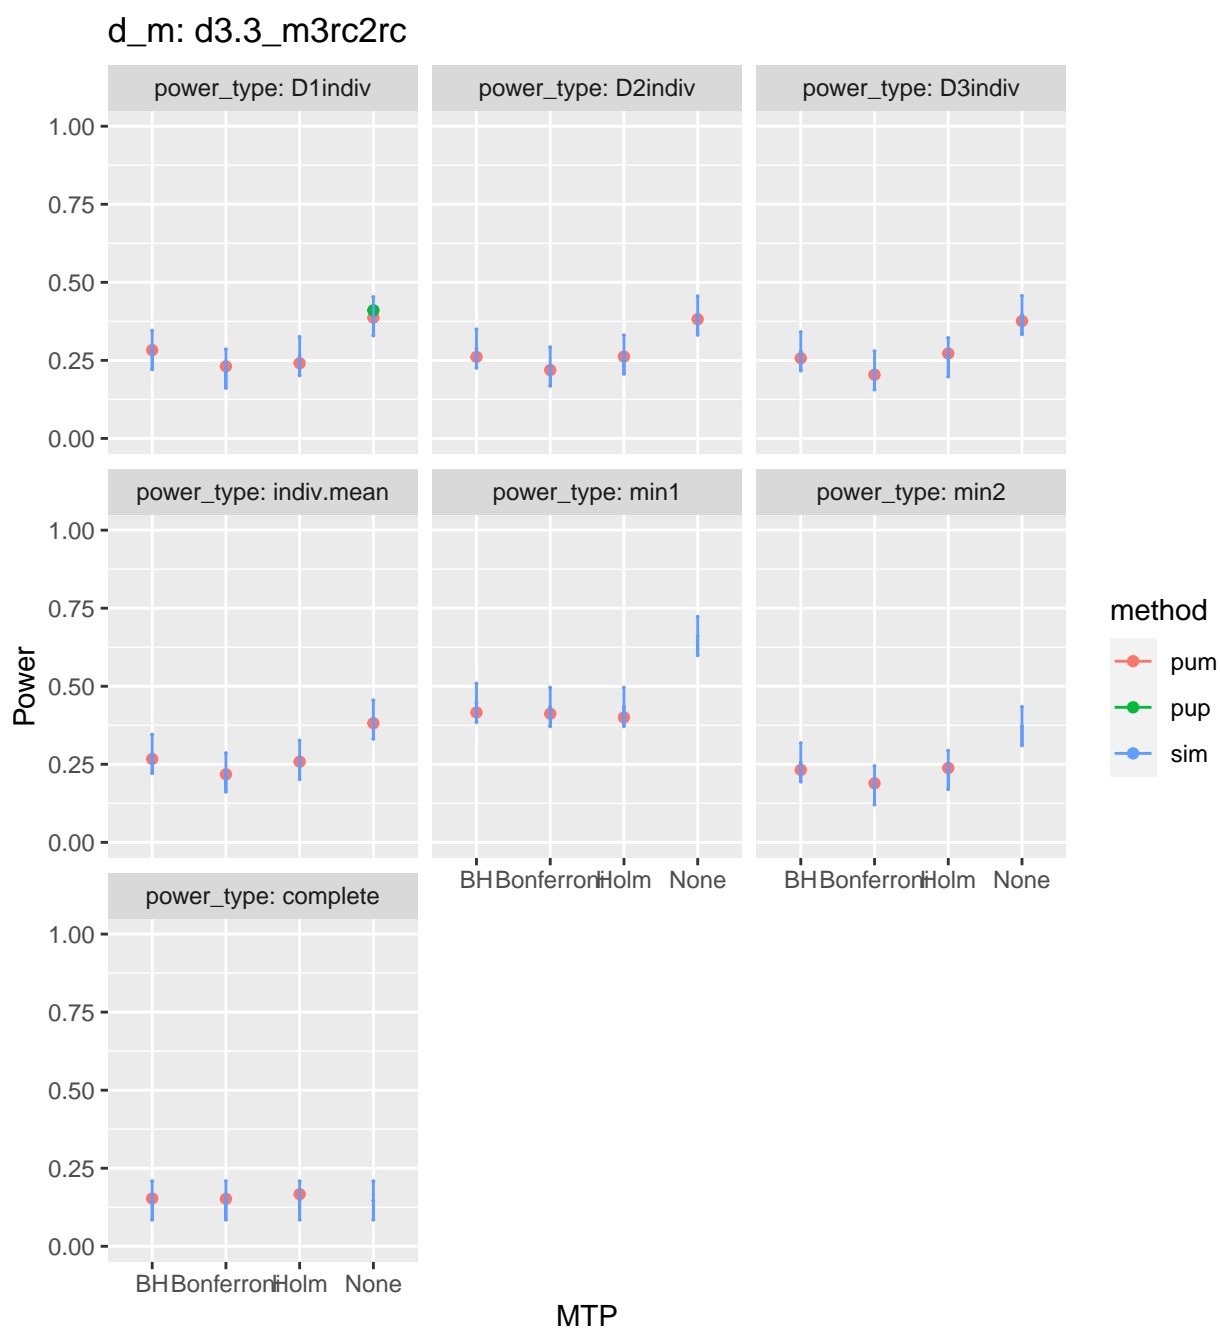 d_m: d3.3_m3rc2rc
power_type: D1indiv
power_type: D2indiv
power_type: D3indiv
1.00
0.75
0.50
0.25
0.00
power_type: indiv.mean
power_type: min1
power_type: min2
1.00
0.75
0.50
0.25
0.00
BH Bonferroni Holm None
BH Bonferroni Holm None
power_type: complete
1.00
0.75
0.50
0.25
0.00
BH Bonferroni Holm None
MTP
Power
method
pum
pup
sim